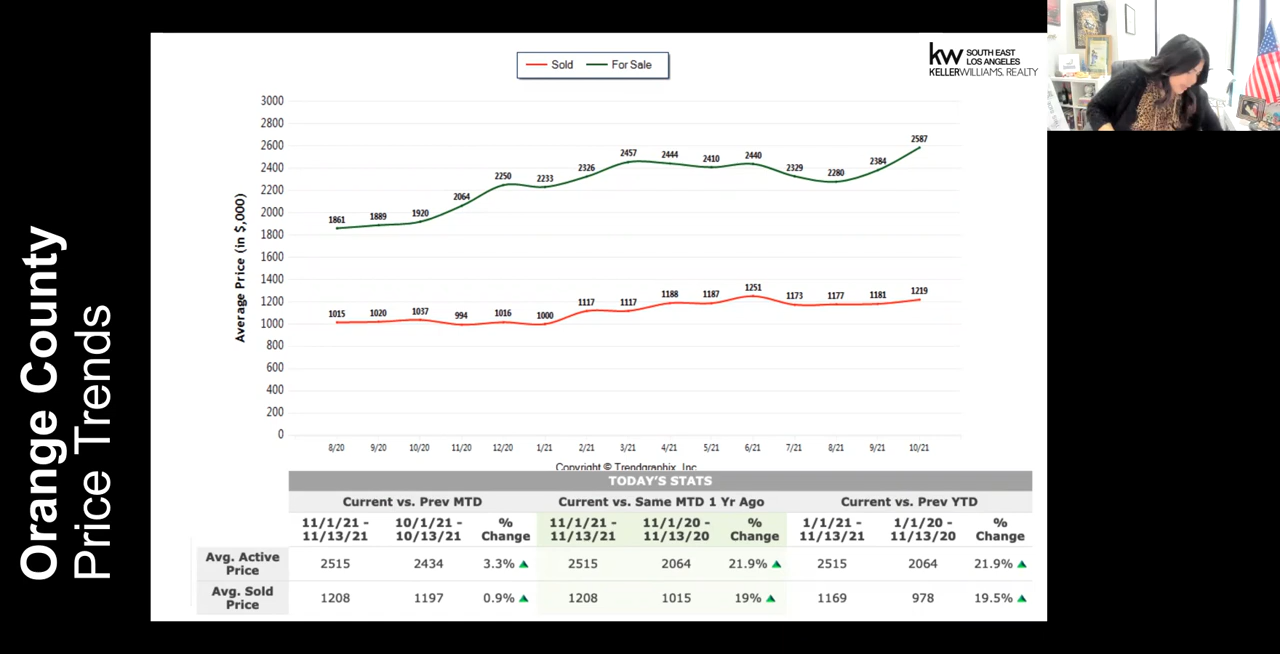 Orange County
Price Trends
Sold
For Sale
kw SOUTH EAST
LOS ANGELES
KELLERWILLIAMS. REALTY
Average Price (in $,000)
3000
2800
2600
2400
2200
2000
1800
1600
1400
1200
1000
800
600
400
200
0
1861 1889 1920 2064 2250 2233 2326 2457 2444 2410 2440 2329 2280 2384 2587
1015 1020 1037 994 1016 1000 1117 1117 1188 1187 1251 1173 1177 1181 1219
8/20 9/20 10/20 11/20 12/20 1/21 2/21 3/21 4/21 5/21 6/21 7/21 8/21 9/21 10/21
Copyright © Trendgraphix, Inc.
TODAY'S STATS
Current vs. Prev MTD Current vs. Same MTD 1 Yr Ago Current vs. Prev YTD
11/1/21 - 10/1/21 - % 11/1/21 - 11/1/20 - % 1/1/21 - 1/1/20 - %
11/13/21 10/13/21 Change 11/13/21 11/13/20 Change 11/13/21 11/13/20 Change
Avg. Active
Price
2515 2434 3.3% 2515 2064 21.9% 2515 2064 21.9%
Avg. Sold
Price
1208 1197 0.9% 1208 1015 19% 1169 978 19.5%